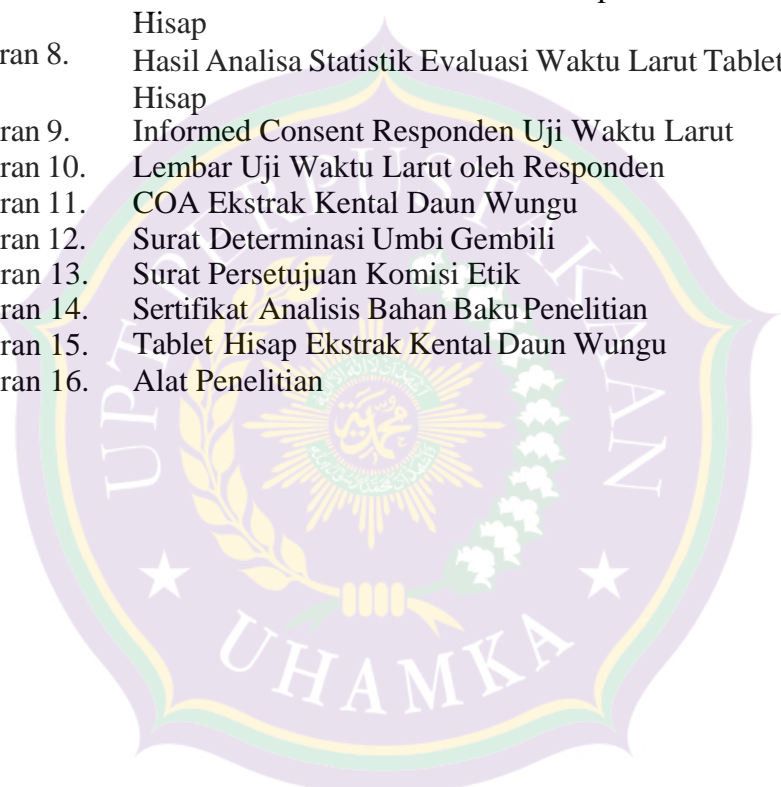 Hisap
ran 8. Hasil Analisa Statistik Evaluasi Waktu Larut Tablet
Hisap
ran 9. Informed Consent Responden Uji Waktu Larut
ran 10. Lembar Uji Waktu Larut oleh Responden
ran 11. COA Ekstrak Kental Daun Wungu
ran 12. Surat Determinasi Umbi Gembili
ran 13. Surat Persetujuan Komisi Etik
ran 14. Sertifikat Analisis Bahan Baku Penelitian
ran 15. Tablet Hisap Ekstrak Kental Daun Wungu
ran 16. Alat Penelitian
UPT PERPUSTAKAAN
UHAMKA